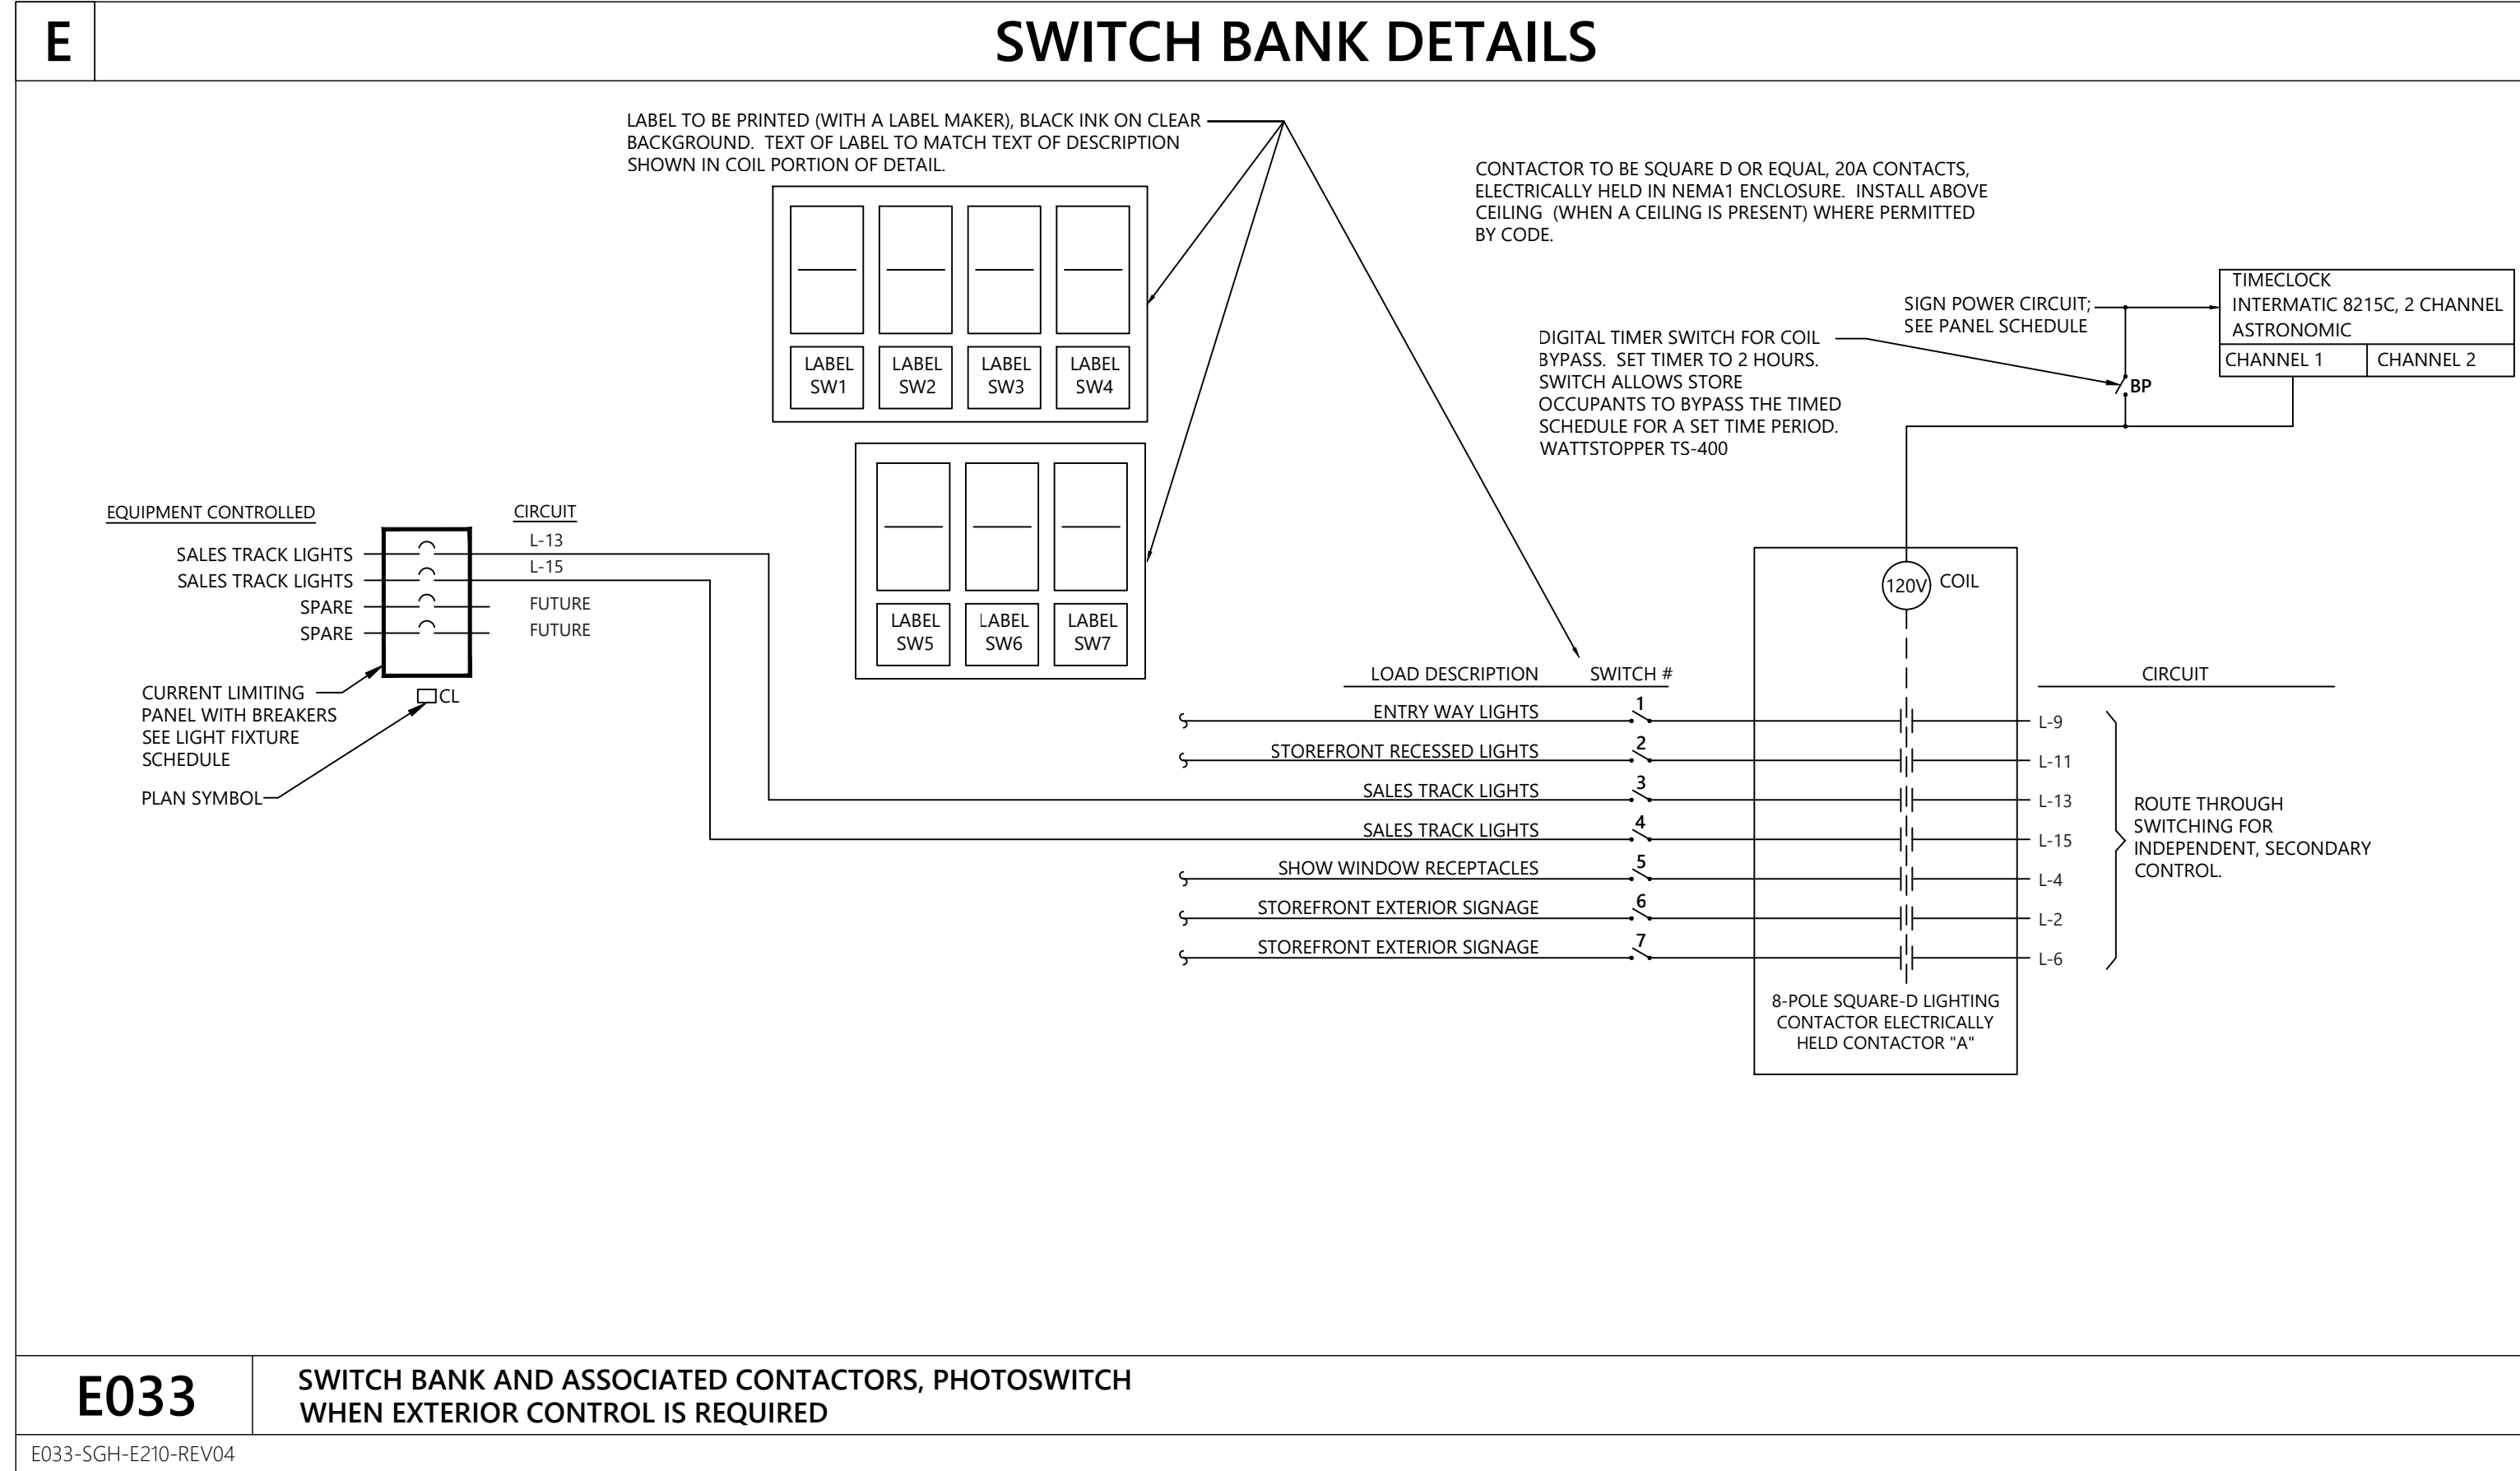 E
SWITCH BANK DETAILS
LABEL TO BE PRINTED (WITH A LABEL MAKER), BLACK INK ON CLEAR
BACKGROUND. TEXT OF LABEL TO MATCH TEXT OF DESCRIPTION
SHOWN IN COIL PORTION OF DETAIL.
CONTACTOR TO BE SQUARE D OR EQUAL, 20A CONTACTS,
ELECTRICALLY HELD IN NEMA1 ENCLOSURE. INSTALL ABOVE
CEILING (WHEN A CEILING IS PRESENT) WHERE PERMITTED
BY CODE.
LABEL
SW1
LABEL
SW2
LABEL
SW3
LABEL
SW4
LABEL
SW5
LABEL
SW6
LABEL
SW7
SIGN POWER CIRCUIT;
SEE PANEL SCHEDULE
TIMECLOCK
INTERMATIC 8215C, 2 CHANNEL
ASTRONOMIC
CHANNEL 1
CHANNEL 2
DIGITAL TIMER SWITCH FOR COIL
BYPASS. SET TIMER TO 2 HOURS.
SWITCH ALLOWS STORE
OCCUPANTS TO BYPASS THE TIMED
SCHEDULE FOR A SET TIME PERIOD.
WATTSTOPPER TS-400
BP
EQUIPMENT CONTROLLED
CIRCUIT
SALES TRACK LIGHTS
L-13
SALES TRACK LIGHTS
L-15
SPARE
FUTURE
SPARE
FUTURE
CURRENT LIMITING
PANEL WITH BREAKERS
SEE LIGHT FIXTURE
SCHEDULE
CL
PLAN SYMBOL
120V
COIL
LOAD DESCRIPTION
SWITCH #
CIRCUIT
ENTRY WAY LIGHTS
1
L-9
STOREFRONT RECESSED LIGHTS
2
L-11
SALES TRACK LIGHTS
3
L-13
SALES TRACK LIGHTS
4
L-15
SHOW WINDOW RECEPTACLES
5
L-4
STOREFRONT EXTERIOR SIGNAGE
6
L-2
STOREFRONT EXTERIOR SIGNAGE
7
L-6
ROUTE THROUGH
SWITCHING FOR
INDEPENDENT, SECONDARY
CONTROL.
8-POLE SQUARE-D LIGHTING
CONTACTOR ELECTRICALLY
HELD CONTACTOR "A"
E033
SWITCH BANK AND ASSOCIATED CONTACTORS, PHOTOSWITCH
WHEN EXTERIOR CONTROL IS REQUIRED
E033-SGH-E210-REV04